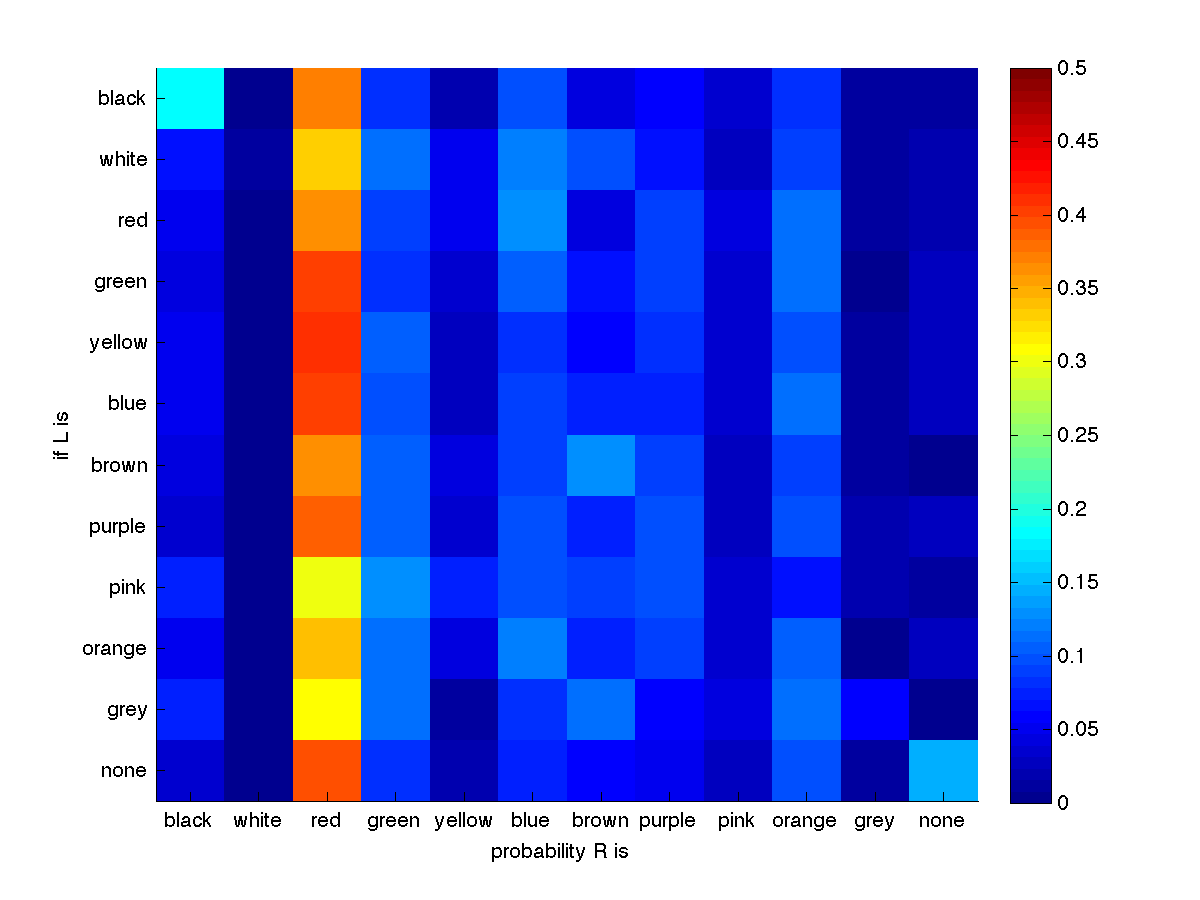 black
white
red
green
yellow
blue
brown
purple
pink
orange
grey
none
if L is
black white red green yellow blue brown purple pink orange grey none
probability R is
0.5
0.45
0.4
0.35
0.3
0.25
0.2
0.15
0.1
0.05
0